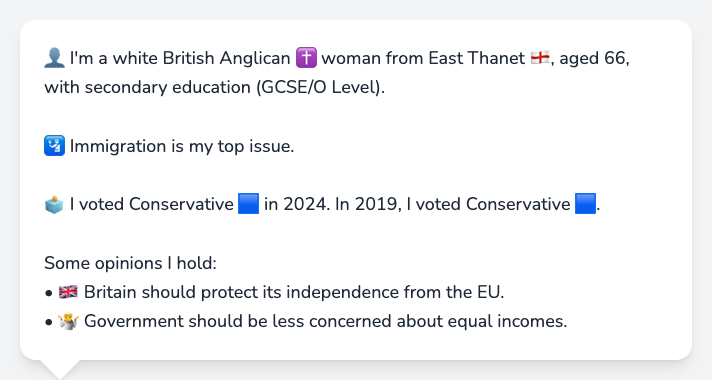 👤 I'm a white British Anglican ✝️ woman from East Thanet 🏴󠁧󠁢󠁥󠁮󠁧󠁿, aged 66,
with secondary education (GCSE/O Level).
🛂 Immigration is my top issue.
🗳️ I voted Conservative 🟦 in 2024. In 2019, I voted Conservative 🟦.
Some opinions I hold:
• 🇬🇧 Britain should protect its independence from the EU.
• 🤷 Government should be less concerned about equal incomes.